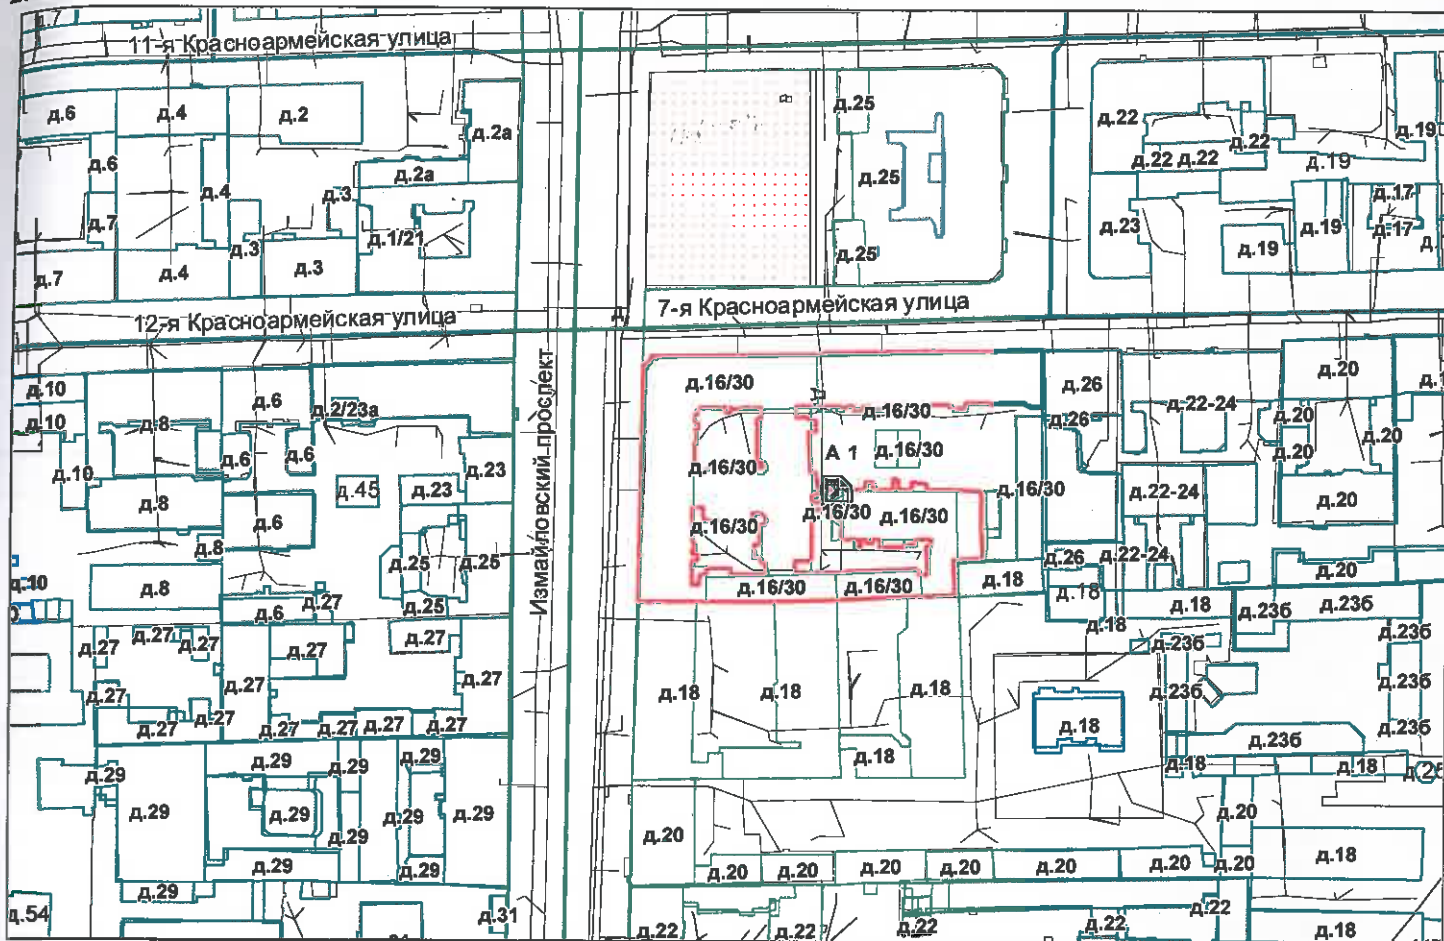 11-я Красноармейская улица
д.6
д.4
д.2
д.2а
д.25
д.22
д.19
д.6
д.4
д.2а
д.3
д.25
д.22
д.22
д.22
д.19
д.17
д.7
д.3
д.1/21
д.25
д.23
д.19
д.19
д.17
д.7
д.4
д.3
7-я Красноармейская улица
12-я Красноармейская улица
Измайловский проспект
д.10
д.6
д.2/23а
д.16/30
д.16/30
д.26
д.26
д.22-24
д.20
д.20
д.20
д.20
д.10
д.8
д.6
д.6
д.23
д.16/30
А 1
д.16/30
д.10
д.8
д.45
д.23
д.16/30
д.22-24
д.20
д.6
д.16/30
д.16/30
д.16/30
д.8
д.25
д.25
д.26
д.22-24
д.20
д.10
д.8
д.6
д.27
д.25
д.16/30
д.16/30
д.18
д.18
д.18
д.18
д.23б
д.23б
д.27
д.27
д.27
д.27
д.27
д.27
д.23б
д.23б
д.27
д.27
д.18
д.18
д.18
д.23б
д.23б
д.27
д.27
д.27
д.27
д.27
д.27
д.18
д.23б
д.23б
д.29
д.29
д.29
д.29
д.18
д.18
д.18
д.29
д.29
д.29
д.29
д.29
д.20
д.20
д.29
д.29
д.29
д.20
д.20
д.20
д.20
д.20
д.20
д.20
д.18
д.54
д.31
д.22
д.22
д.22
д.22
д.22
д.18